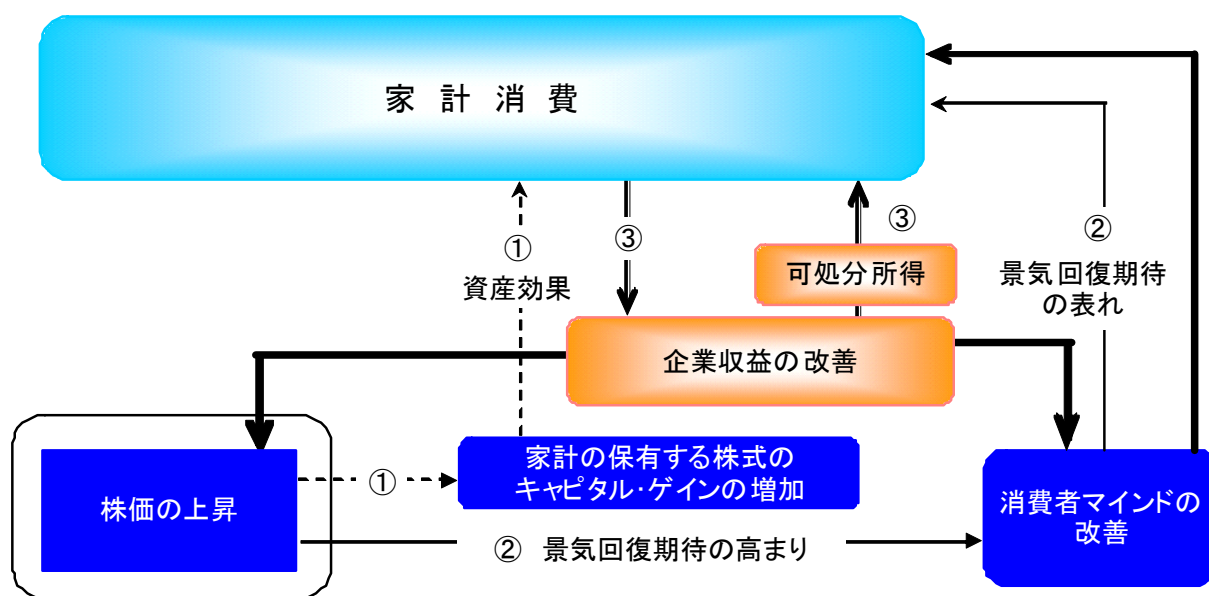 家計消費
①
資産効果
③
③
可処分所得
②
景気回復期待
の表れ
企業収益の改善
株価の上昇
①
家計の保有する株式の
キャピタル・ゲインの増加
② 景気回復期待の高まり
消費者マインドの
改善